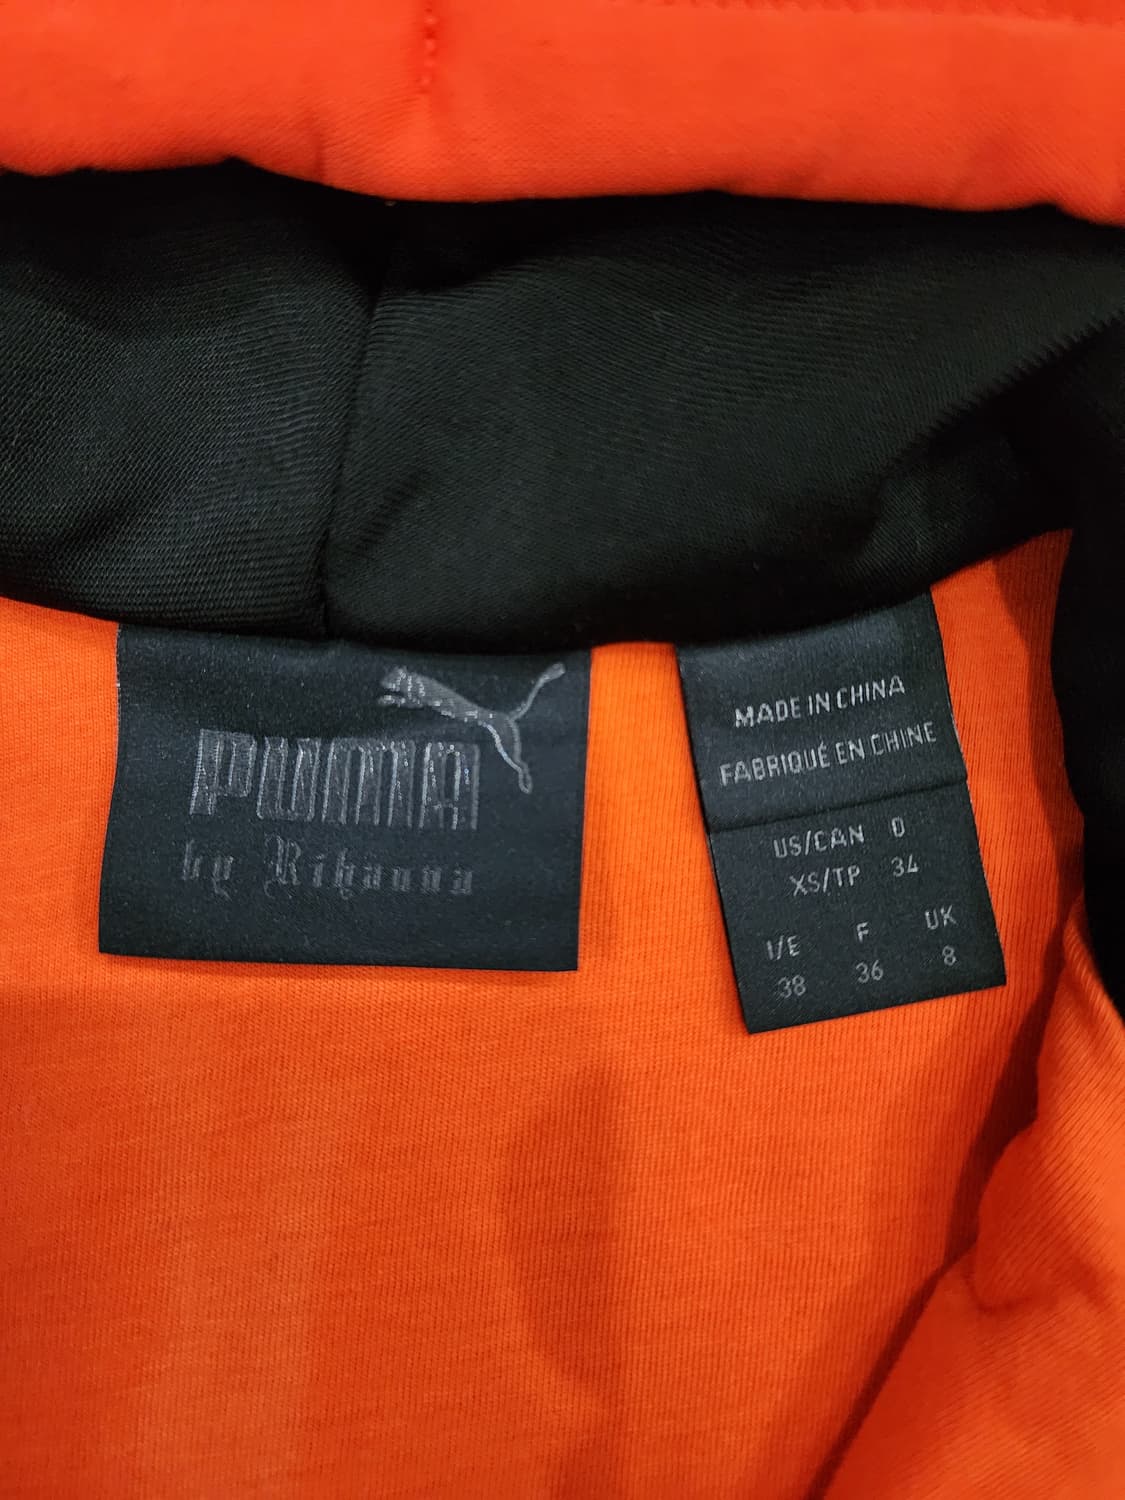 PUMA
by Rihanna
MADE IN CHINA
FABRIQUÉ EN CHINE
US/CAN 0
XS/TP 34
I/E F UK
38 36 8